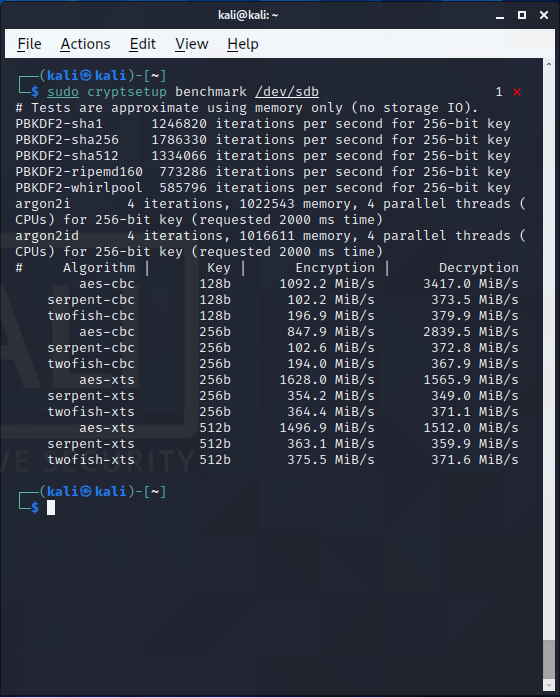 kali@kali: ~
File Actions Edit View Help
┌──(kali㉿kali)-[~]
└─$ sudo cryptsetup benchmark /dev/sdb 1 ⨯
# Tests are approximate using memory only (no storage IO).
PBKDF2-sha1 1246820 iterations per second for 256-bit key
PBKDF2-sha256 1786330 iterations per second for 256-bit key
PBKDF2-sha512 1334066 iterations per second for 256-bit key
PBKDF2-ripemd160 773286 iterations per second for 256-bit key
PBKDF2-whirlpool 585796 iterations per second for 256-bit key
argon2i 4 iterations, 1022543 memory, 4 parallel threads (
CPUs) for 256-bit key (requested 2000 ms time)
argon2id 4 iterations, 1016611 memory, 4 parallel threads (
CPUs) for 256-bit key (requested 2000 ms time)
# Algorithm | Key | Encryption | Decryption
aes-cbc 128b 1092.2 MiB/s 3417.0 MiB/s
serpent-cbc 128b 102.2 MiB/s 373.5 MiB/s
twofish-cbc 128b 196.9 MiB/s 379.9 MiB/s
aes-cbc 256b 847.9 MiB/s 2839.5 MiB/s
serpent-cbc 256b 102.6 MiB/s 372.8 MiB/s
twofish-cbc 256b 194.0 MiB/s 367.9 MiB/s
aes-xts 256b 1628.0 MiB/s 1565.9 MiB/s
serpent-xts 256b 354.2 MiB/s 349.0 MiB/s
twofish-xts 256b 364.4 MiB/s 371.1 MiB/s
aes-xts 512b 1496.9 MiB/s 1512.0 MiB/s
serpent-xts 512b 363.1 MiB/s 359.9 MiB/s
twofish-xts 512b 375.5 MiB/s 371.6 MiB/s
┌──(kali㉿kali)-[~]
└─$